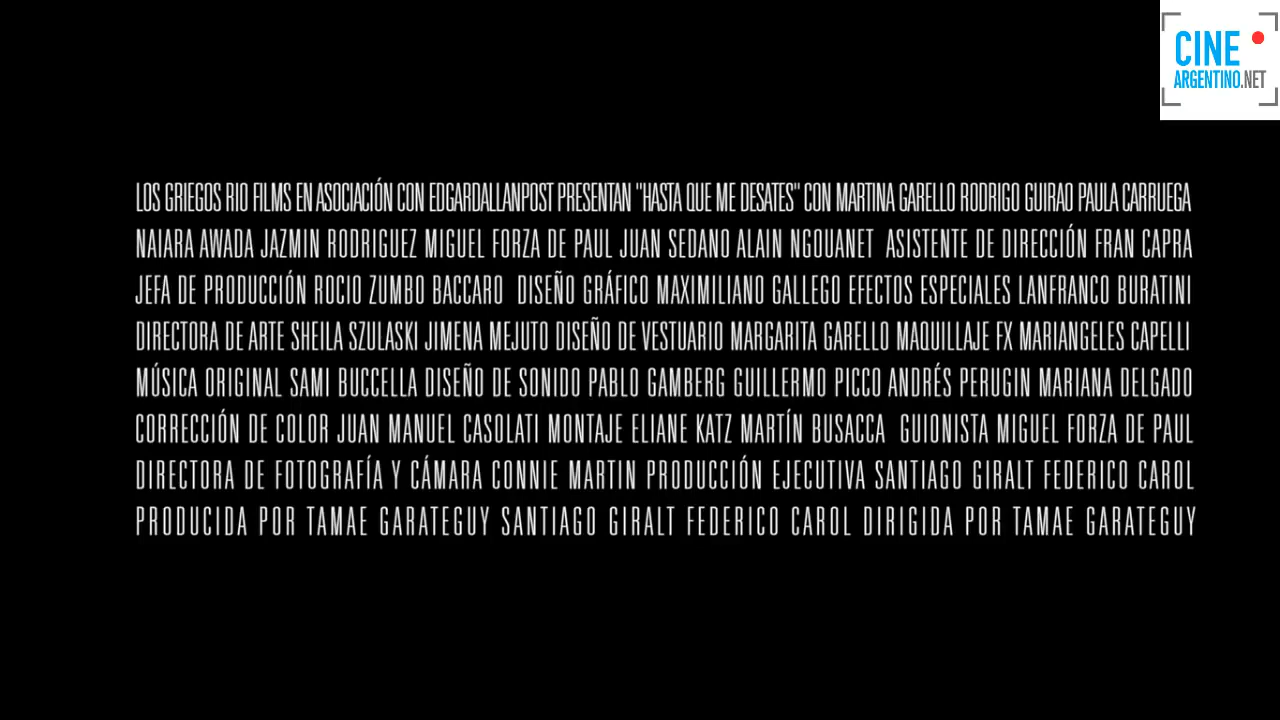 CINE
ARGENTINO.NET
LOS GRIEGOS RIO FILMS EN ASOCIACIÓN CON EDGARDALLANPOST PRESENTAN "HASTA QUE ME DESATES" CON MARTINA GARELLO RODRIGO GUIRAO PAULA CARRUEGA
NAIARA AWADA JAZMIN RODRIGUEZ MIGUEL FORZA DE PAUL JUAN SEDANO ALAIN NGOUANET ASISTENTE DE DIRECCIÓN FRAN CAPRA
JEFA DE PRODUCCIÓN ROCIO ZUMBO BACCARO DISEÑO GRÁFICO MAXIMILIANO GALLEGO EFECTOS ESPECIALES LANFRANCO BURATINI
DIRECTORA DE ARTE SHEILA SZULASKI JIMENA MEJUTO DISEÑO DE VESTUARIO MARGARITA GARELLO MAQUILLAJE FX MARIANGELES CAPELLI
MÚSICA ORIGINAL SAMI BUCCELLA DISEÑO DE SONIDO PABLO GAMBERG GUILLERMO PICCO ANDRÉS PERUGIN MARIANA DELGADO
CORRECCIÓN DE COLOR JUAN MANUEL CASOLATI MONTAJE ELIANE KATZ MARTÍN BUSACCA GUIONISTA MIGUEL FORZA DE PAUL
DIRECTORA DE FOTOGRAFÍA Y CÁMARA CONNIE MARTIN PRODUCCIÓN EJECUTIVA SANTIAGO GIRALT FEDERICO CAROL
PRODUCIDA POR TAMAE GARATEGUY SANTIAGO GIRALT FEDERICO CAROL DIRIGIDA POR TAMAE GARATEGUY